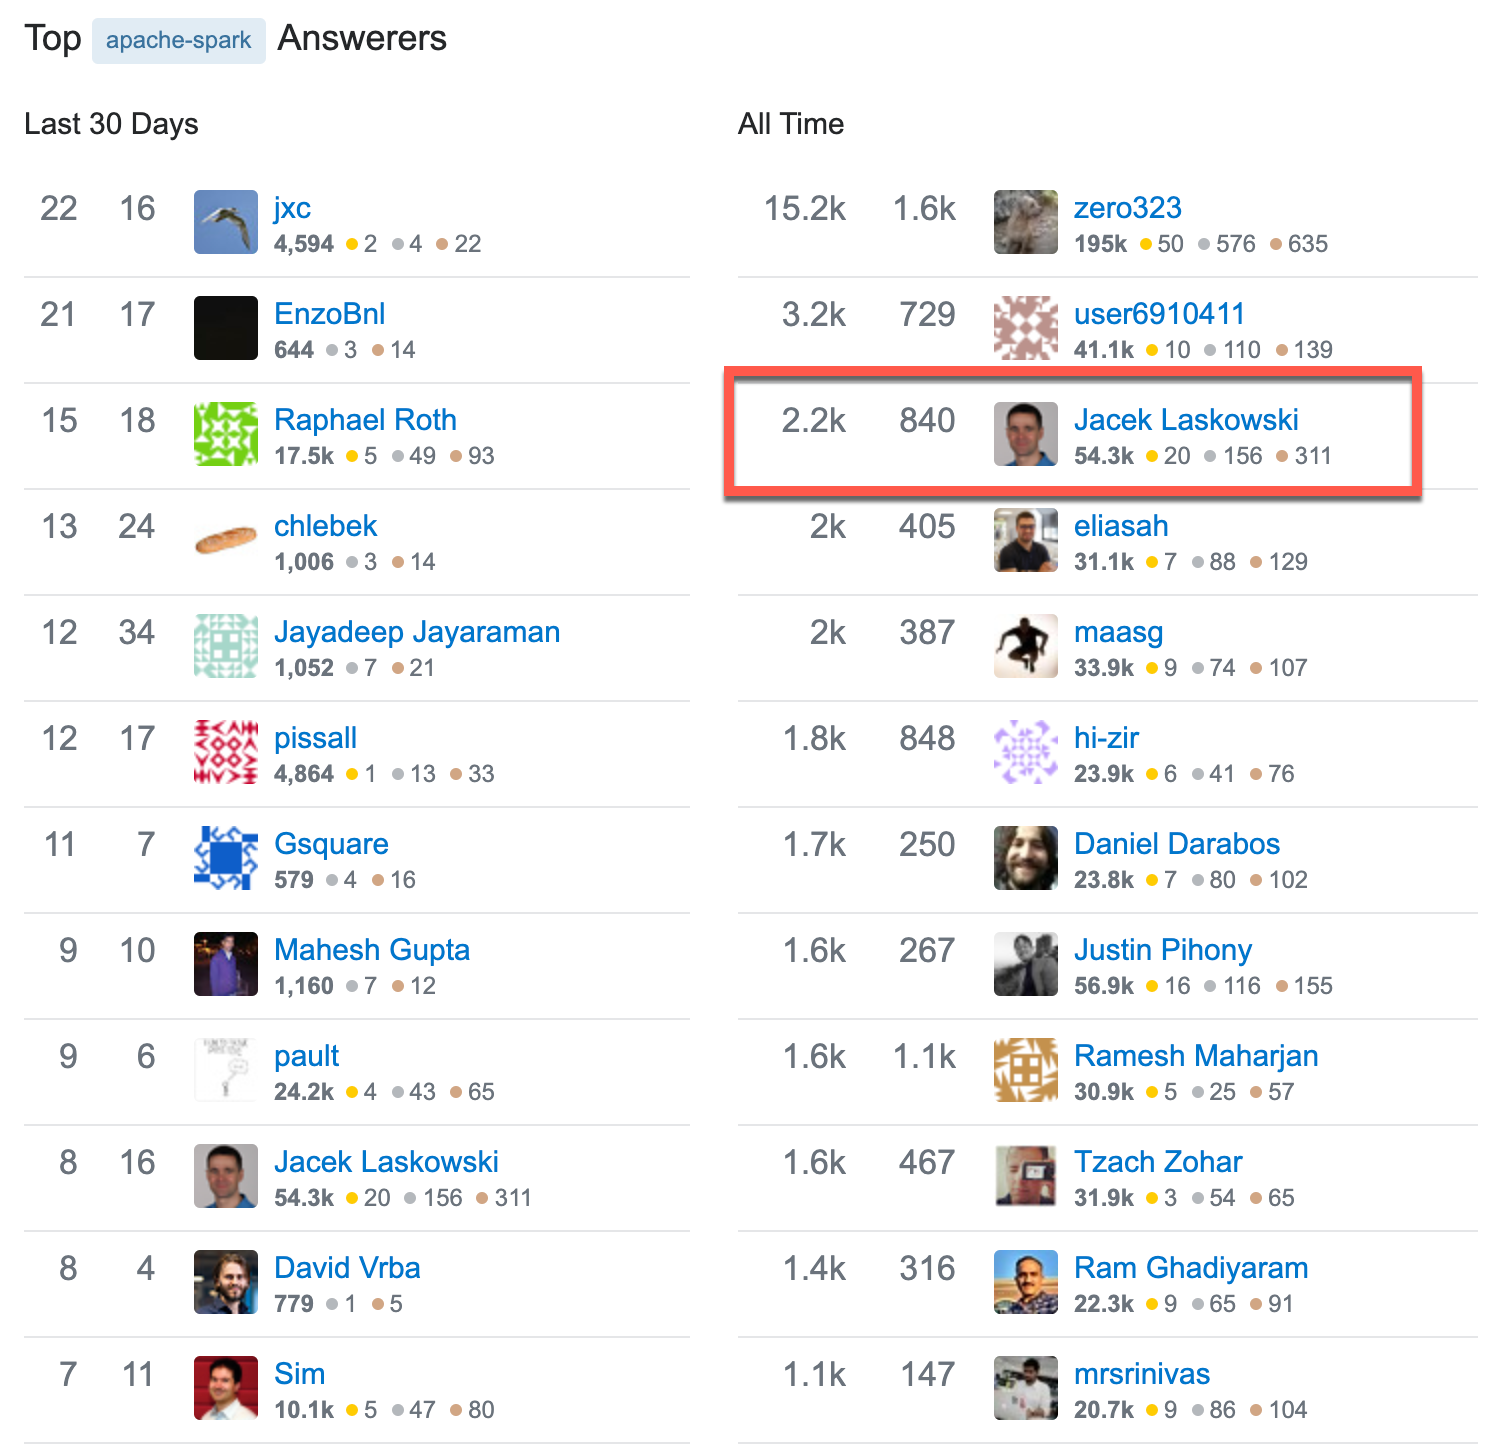 Top apache-spark Answerers
Last 30 Days
22 16 jxc
4,594 2 4 22
21 17 EnzoBnl
644 3 14
15 18 Raphael Roth
17.5k 5 49 93
13 24 chlebek
1,006 3 14
12 34 Jayadeep Jayaraman
1,052 7 21
12 17 pissall
4,864 1 13 33
11 7 Gsquare
579 4 16
9 10 Mahesh Gupta
1,160 7 12
9 6 pault
24.2k 4 43 65
8 16 Jacek Laskowski
54.3k 20 156 311
8 4 David Vrba
779 1 5
7 11 Sim
10.1k 5 47 80
All Time
15.2k 1.6k zero323
195k 50 576 635
3.2k 729 user6910411
41.1k 10 110 139
2.2k 840 Jacek Laskowski
54.3k 20 156 311
2k 405 eliasah
31.1k 7 88 129
2k 387 maasg
33.9k 9 74 107
1.8k 848 hi-zir
23.9k 6 41 76
1.7k 250 Daniel Darabos
23.8k 7 80 102
1.6k 267 Justin Pihony
56.9k 16 116 155
1.6k 1.1k Ramesh Maharjan
30.9k 5 25 57
1.6k 467 Tzach Zohar
31.9k 3 54 65
1.4k 316 Ram Ghadiyaram
22.3k 9 65 91
1.1k 147 mrsrinivas
20.7k 9 86 104